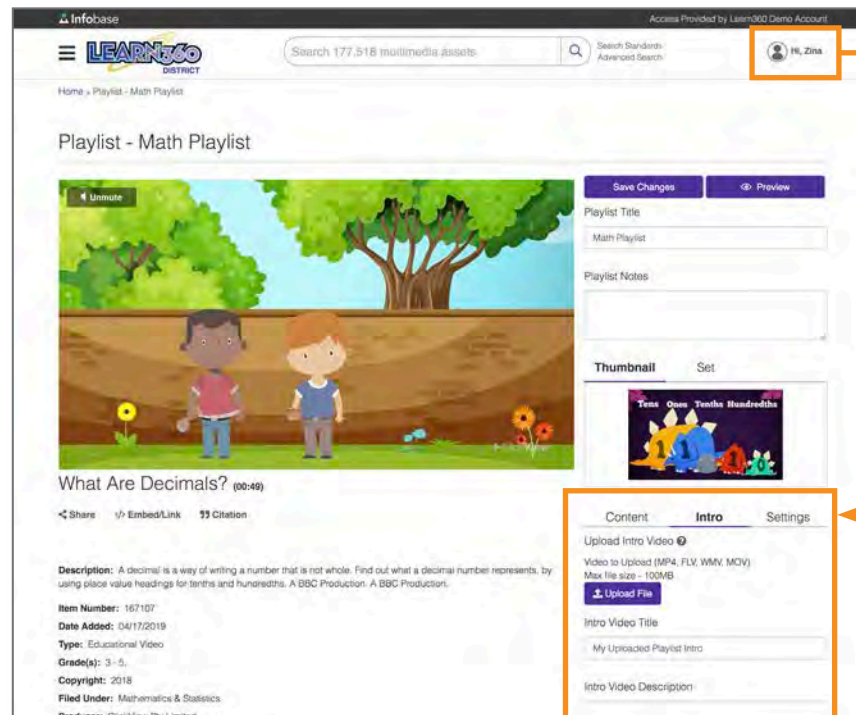 Infobase
Access Provided by Learn360 Demo Account
LEARN360
DISTRICT
Search 177,518 multimedia assets
Search Standards
Advanced Search
Hi, Zina
Home » Playlist - Math Playlist
Playlist - Math Playlist
Unmute
Save Changes
Preview
Playlist Title
Math Playlist
Playlist Notes
Thumbnail
Set
Tens Ones Tenths Hundredths
1 1 1 0
What Are Decimals? (00:49)
Share
</> Embed/Link
Citation
Content
Intro
Settings
Upload Intro Video
Video to Upload (MP4, FLV, WMV, MOV)
Max file size - 100MB
Upload File
Intro Video Title
My Uploaded Playlist Intro
Intro Video Description
Description: A decimal is a way of writing a number that is not whole. Find out what a decimal number represents, by
using place value headings for tenths and hundredths. A BBC Production. A BBC Production.
Item Number: 167107
Date Added: 04/17/2019
Type: Educational Video
Grade(s): 3 - 5,
Copyright: 2018
Filed Under: Mathematics & Statistics